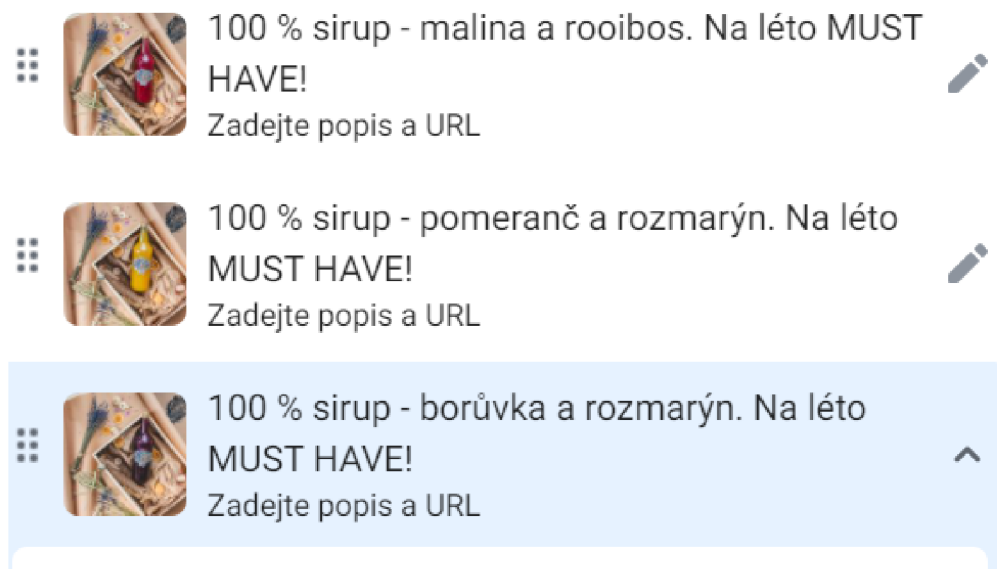 100 % sirup - malina a rooibos. Na léto MUST
HAVE!
Zadejte popis a URL
100 % sirup - pomeranč a rozmarýn. Na léto
MUST HAVE!
Zadejte popis a URL
100 % sirup - borůvka a rozmarýn. Na léto
MUST HAVE!
Zadejte popis a URL